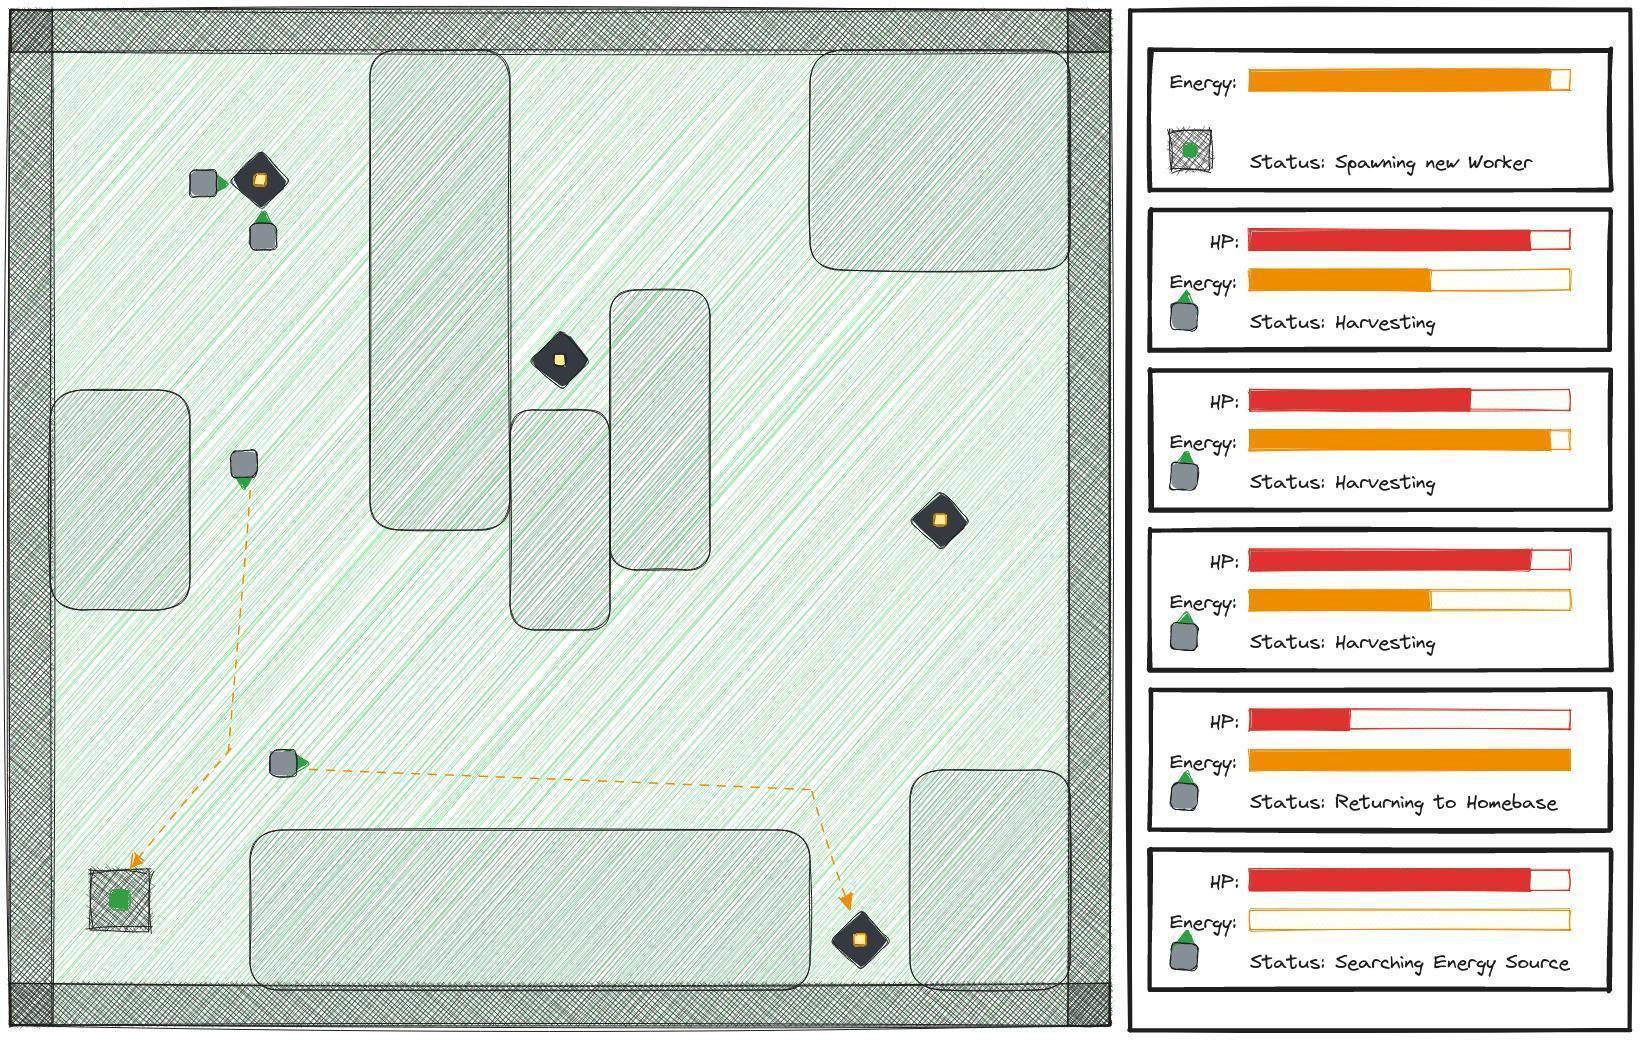 Energy:
Status: Spawning new Worker
HP:
Energy:
Status: Harvesting
HP:
Energy:
Status: Harvesting
HP:
Energy:
Status: Harvesting
HP:
Energy:
Status: Returning to Homebase
HP:
Energy:
Status: Searching Energy Source